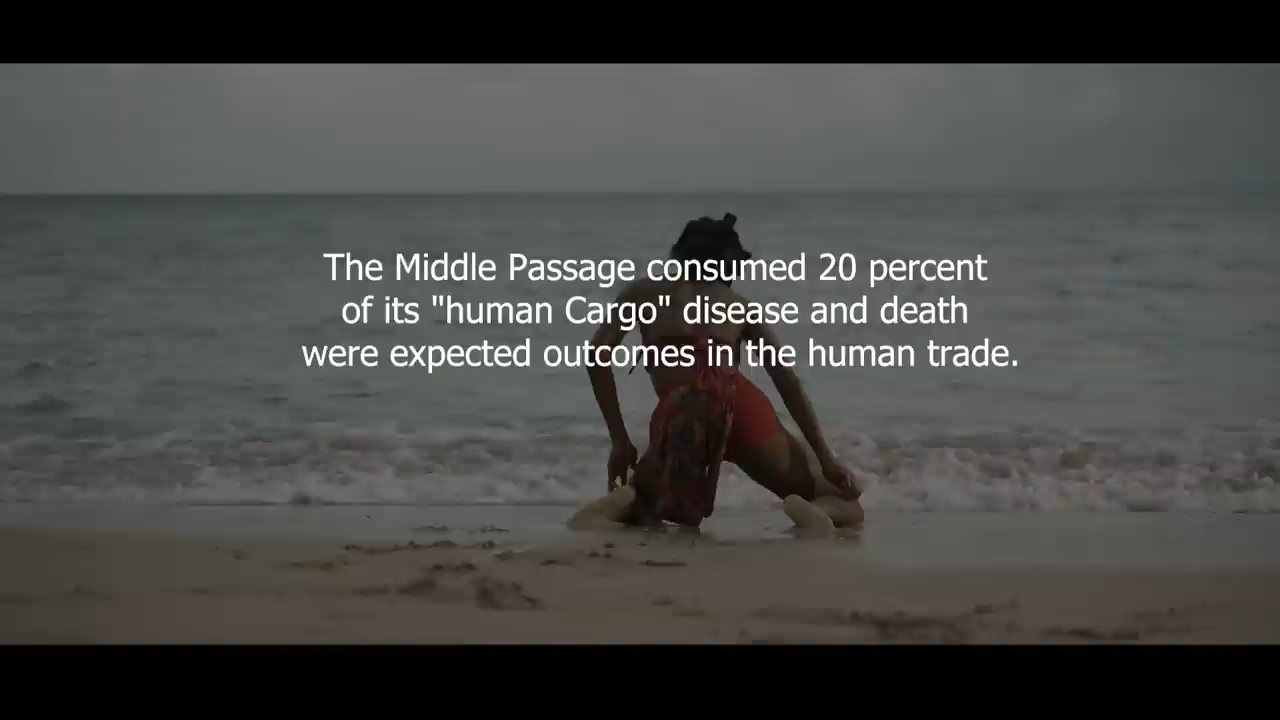 The Middle Passage consumed 20 percent
of its "human Cargo" disease and death
were expected outcomes in the human trade.